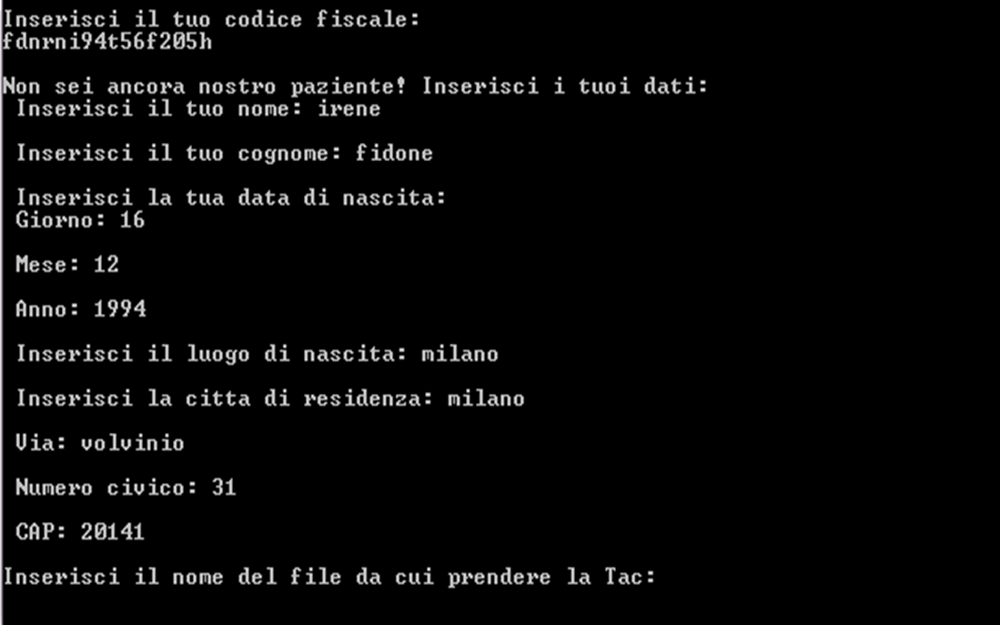 Inserisci il tuo codice fiscale:
fdnrni94t56f205h
Non sei ancora nostro paziente! Inserisci i tuoi dati:
Inserisci il tuo nome: irene
Inserisci il tuo cognome: fidone
Inserisci la tua data di nascita:
Giorno: 16
Mese: 12
Anno: 1994
Inserisci il luogo di nascita: milano
Inserisci la citta di residenza: milano
Via: volvinio
Numero civico: 31
CAP: 20141
Inserisci il nome del file da cui prendere la Tac: